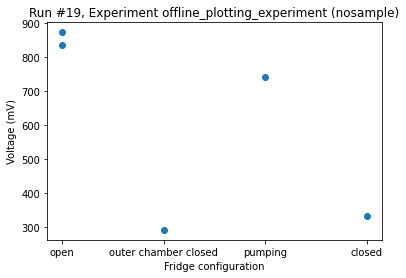 Run #19, Experiment offline_plotting_experiment (nosample)
900
800
700
600
500
400
300
Voltage (mV)
open outer chamber closed pumping closed
Fridge configuration